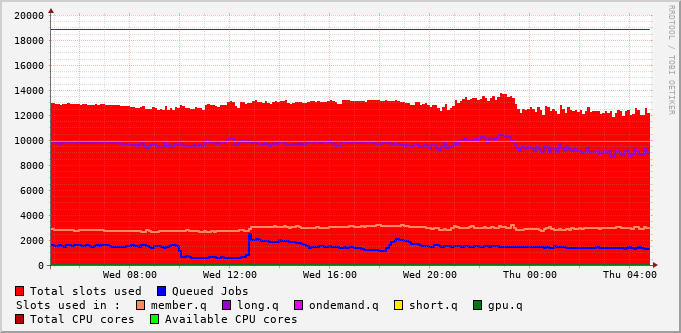 20000
18000
16000
14000
12000
10000
8000
6000
4000
2000
0
Wed 08:00 Wed 12:00 Wed 16:00 Wed 20:00 Thu 00:00 Thu 04:00
RRDTOOL / TOBI OETIKER
Total slots used Queued Jobs
Slots used in : member.q long.q ondemand.q short.q gpu.q
Total CPU cores Available CPU cores